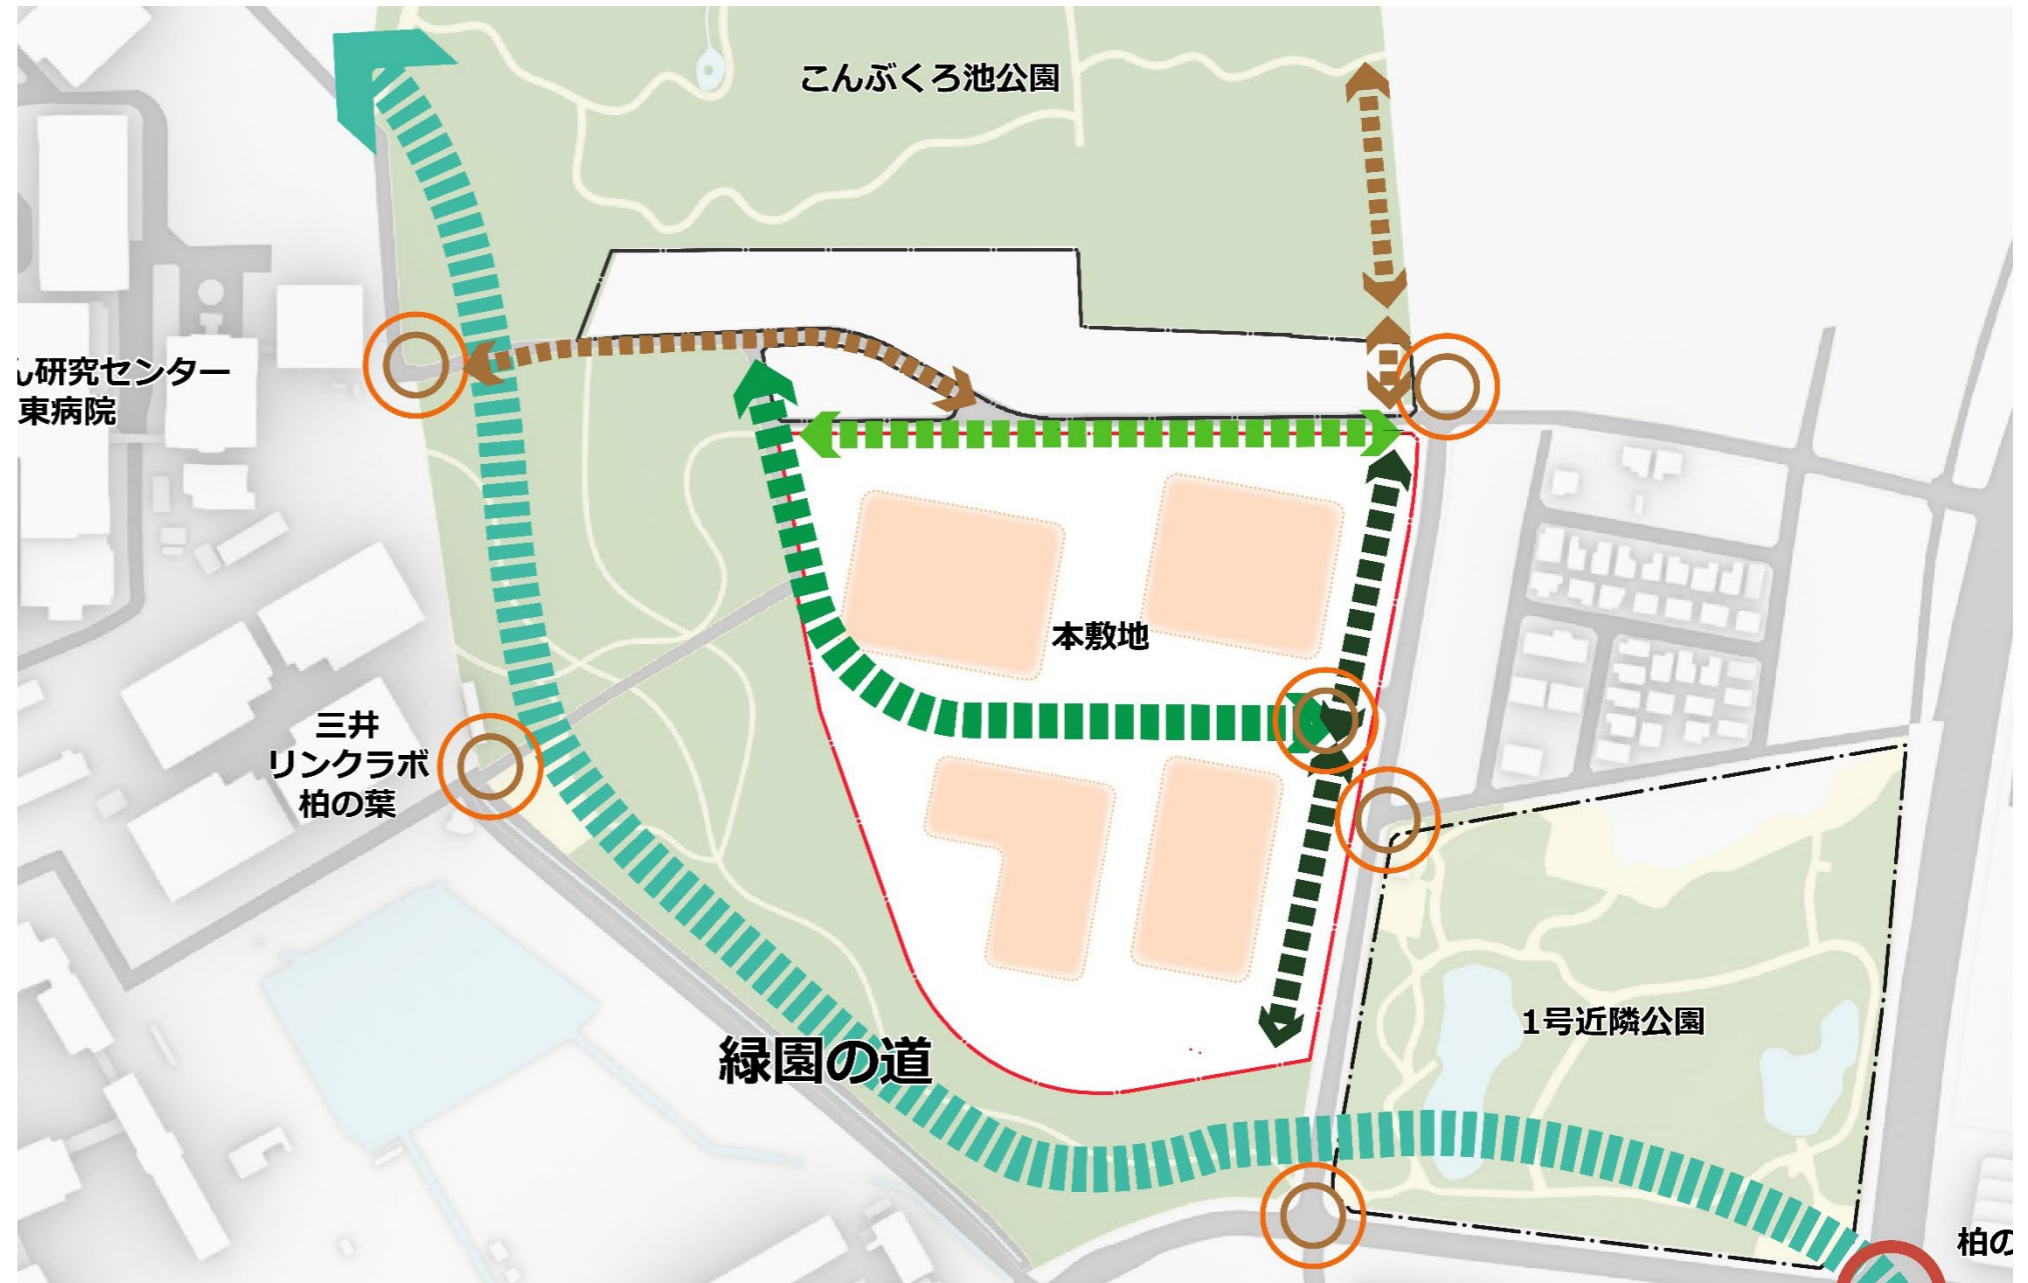 こんぶくろ池公園
ん研究センター
東病院
本敷地
三井
リンクラボ
柏の葉
1号近隣公園
緑園の道
柏の